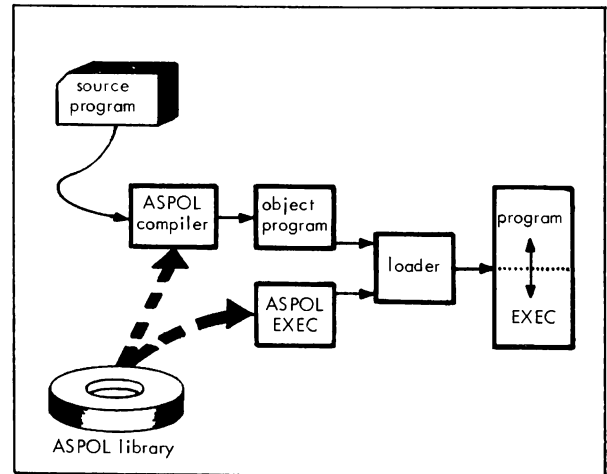 source
program
ASPOL
compiler
object
program
ASPOL
EXEC
loader
program
EXEC
ASPOL library